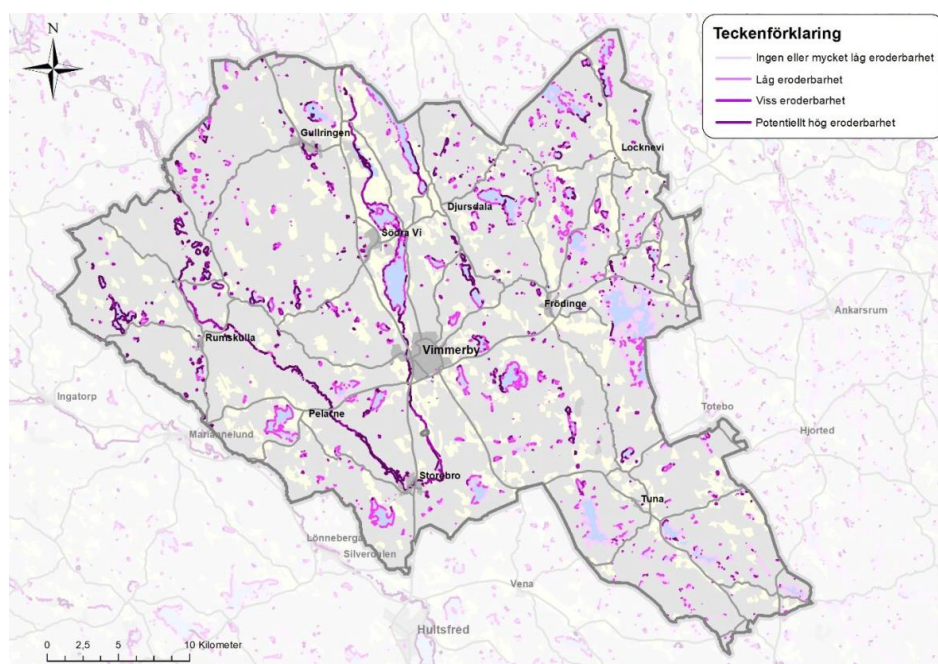 N
Teckenförklaring
Ingen eller mycket låg eroderbarhet
Låg eroderbarhet
Viss eroderbarhet
Potentiellt hög eroderbarhet
Gullringen
Locknevi
Djursdala
Södra Vi
Frödinge
Ankarsrum
Rumskulla
Vimmerby
Ingatorp
Pelarne
Totebo
Mariannelund
Hjorted
Storebro
Tuna
Lönneberga
Silverdalen
Vena
Hultsfred
0 2,5 5 10 Kilometer